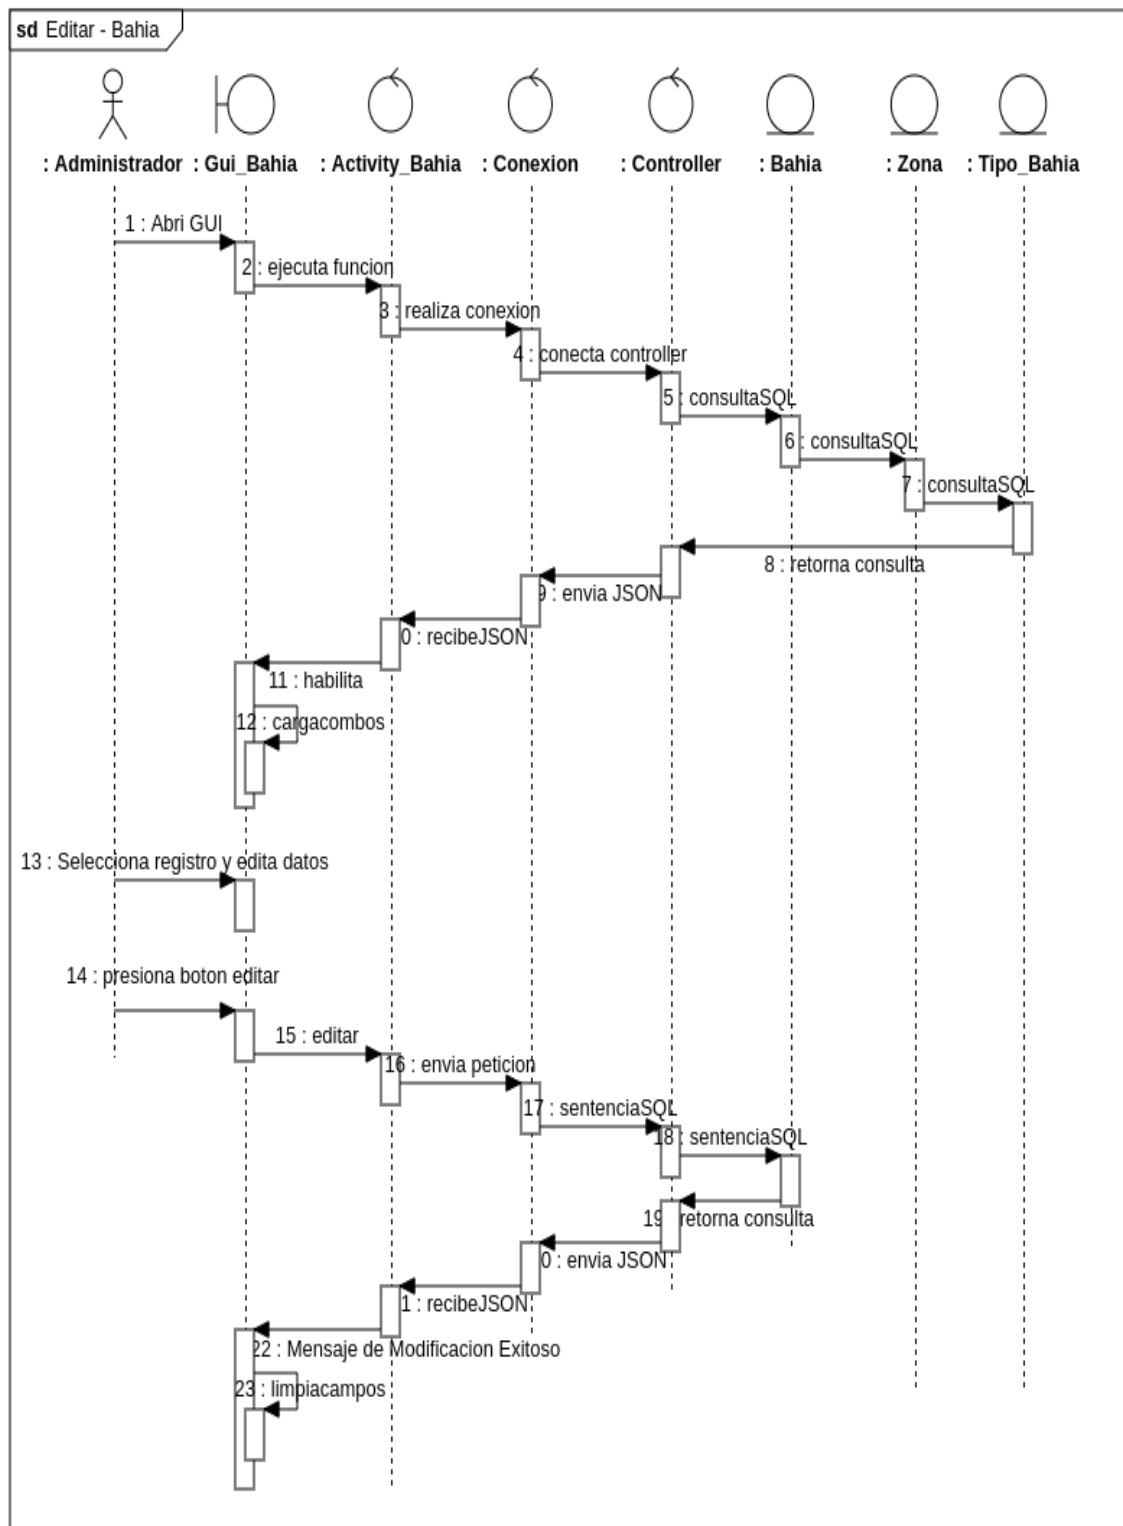 sd Editar - Bahia
: Administrador : Gui_Bahia : Activity_Bahia : Conexion : Controller : Bahia : Zona : Tipo_Bahia
1 : Abri GUI
2 : ejecuta funcion
3 : realiza conexion
4 : conecta controller
5 : consultaSQL
6 : consultaSQL
7 : consultaSQL
8 : retorna consulta
9 : envia JSON
0 : recibeJSON
11 : habilita
12 : cargacombos
13 : Selecciona registro y edita datos
14 : presiona boton editar
15 : editar
16 : envia peticion
17 : sentenciaSQL
18 : sentenciaSQL
19 : retorna consulta
0 : envia JSON
1 : recibeJSON
22 : Mensaje de Modificacion Exitoso
23 : limpiacampos